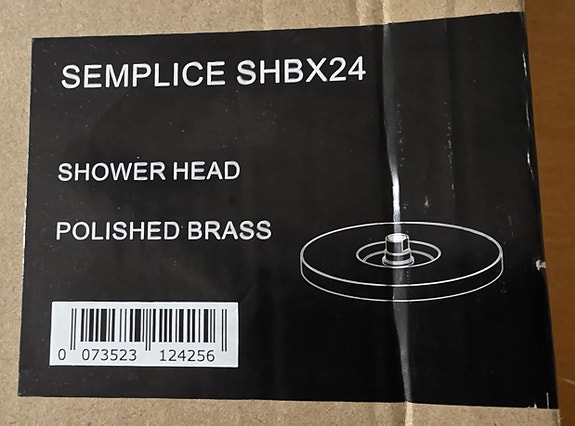 SEMPLICE SHBX24
SHOWER HEAD
POLISHED BRASS
0 073523 124256